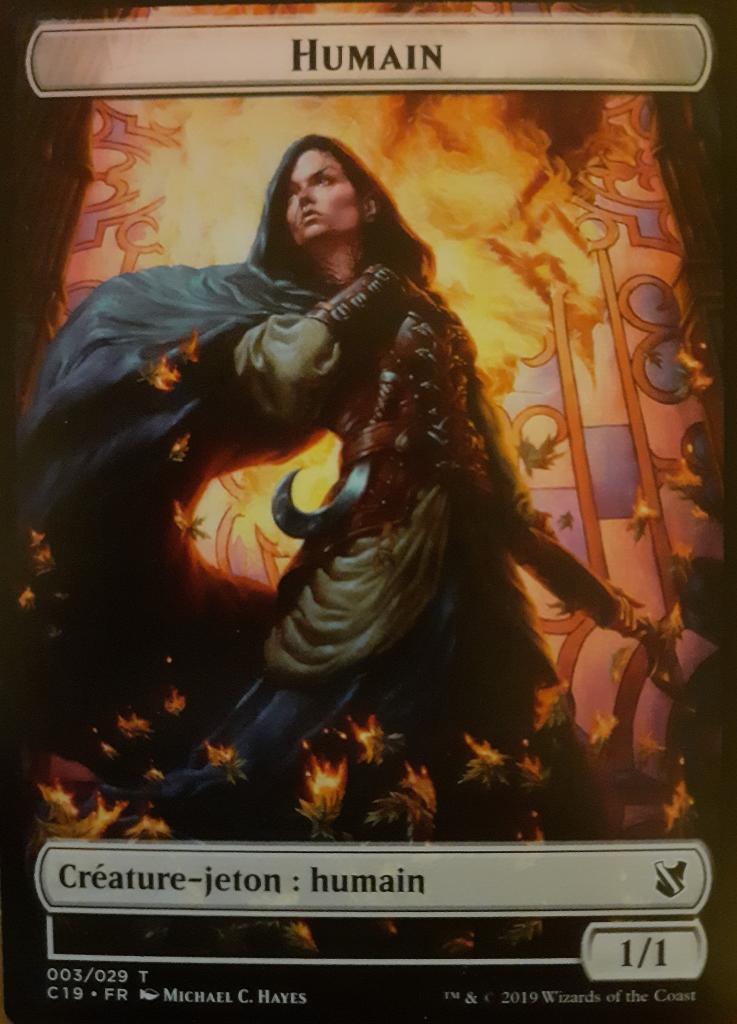 HUMAIN
Créature-jeton : humain
1/1
003/029 T
C19 • FR MICHAEL C. HAYES
™ & © 2019 Wizards of the Coast